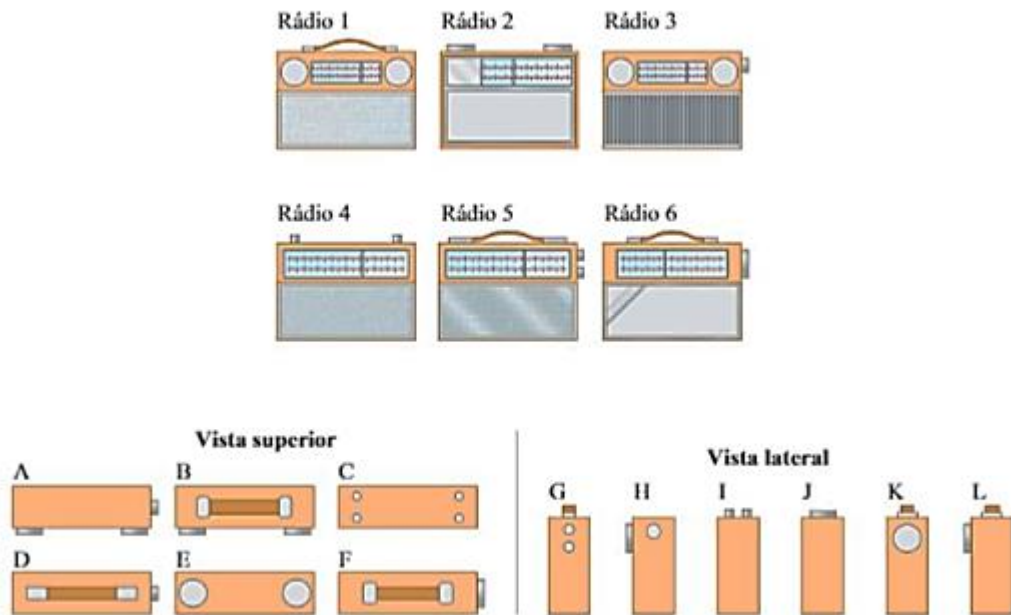 Rádio 1 Rádio 2 Rádio 3
Rádio 4 Rádio 5 Rádio 6
Vista superior
A B C
D E F
Vista lateral
G H I J K L